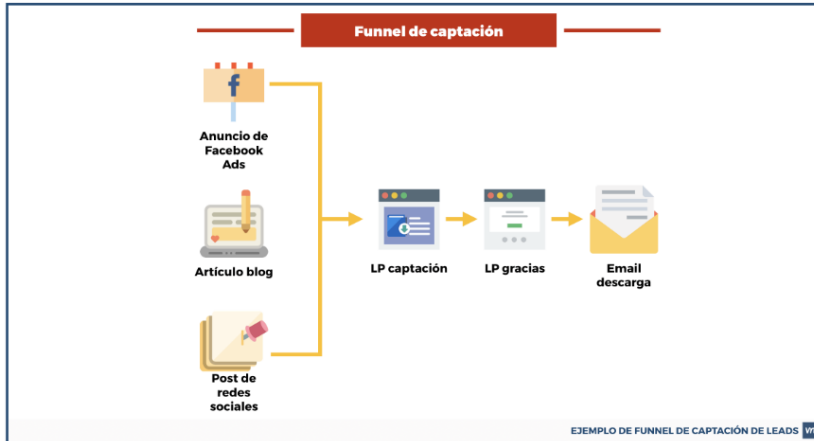 Funnel de captación
f
Anuncio de
Facebook
Ads
Artículo blog
LP captación
LP gracias
Email
descarga
Post de
redes
sociales
EJEMPLO DE FUNNEL DE CAPTACIÓN DE LEADS